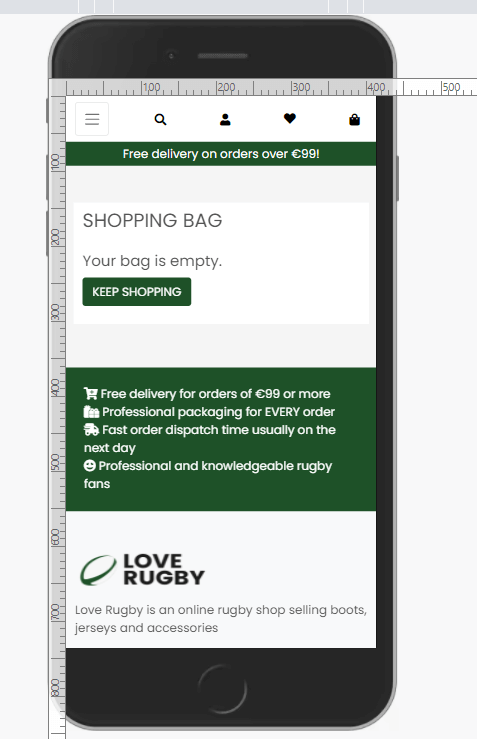 100 200 300 400 500
100
200
300
400
500
600
700
800
Free delivery on orders over €99!
SHOPPING BAG
Your bag is empty.
KEEP SHOPPING
Free delivery for orders of €99 or more
Professional packaging for EVERY order
Fast order dispatch time usually on the
next day
Professional and knowledgeable rugby
fans
LOVE
RUGBY
Love Rugby is an online rugby shop selling boots,
jerseys and accessories